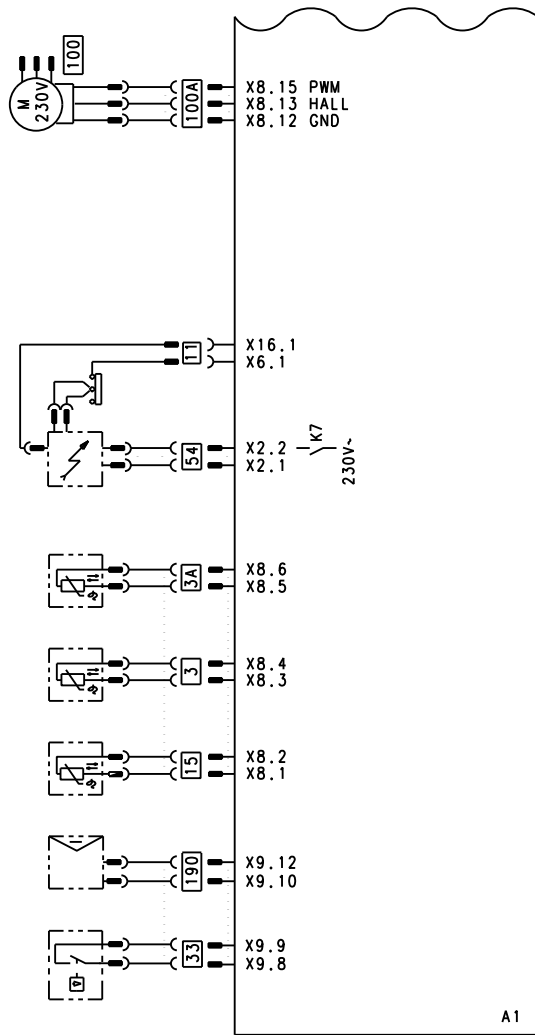 100
M
230V
100A
X8.15 PWM
X8.13 HALL
X8.12 GND
11
X16.1
X6.1
54
X2.2
X2.1
K7
230V~
3A
X8.6
X8.5
3
X8.4
X8.3
15
X8.2
X8.1
190
X9.12
X9.10
33
X9.9
X9.8
A1